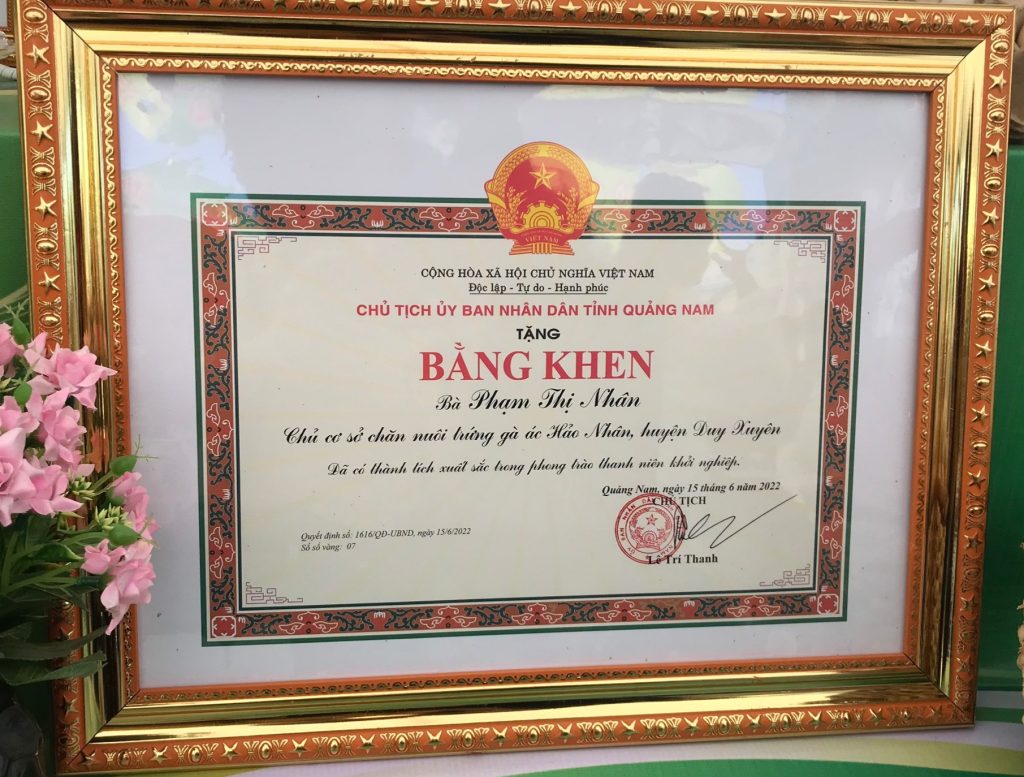 VIỆT NAM
CỘNG HÒA XÃ HỘI CHỦ NGHĨA VIỆT NAM
Độc lập - Tự do - Hạnh phúc
CHỦ TỊCH ỦY BAN NHÂN DÂN TỈNH QUẢNG NAM
TẶNG
BẰNG KHEN
Bà Phạm Thị Nhân
Chủ cơ sở chăn nuôi trứng gà ác Hảo Nhân, huyện Duy Xuyên
Đã có thành tích xuất sắc trong phong trào thanh niên khởi nghiệp.
Quảng Nam, ngày 15 tháng 6 năm 2022
CHỦ TỊCH
Quyết định số: 1616/QĐ-UBND, ngày 15/6/2022
Số sổ vàng: 07
Lê Trí Thanh